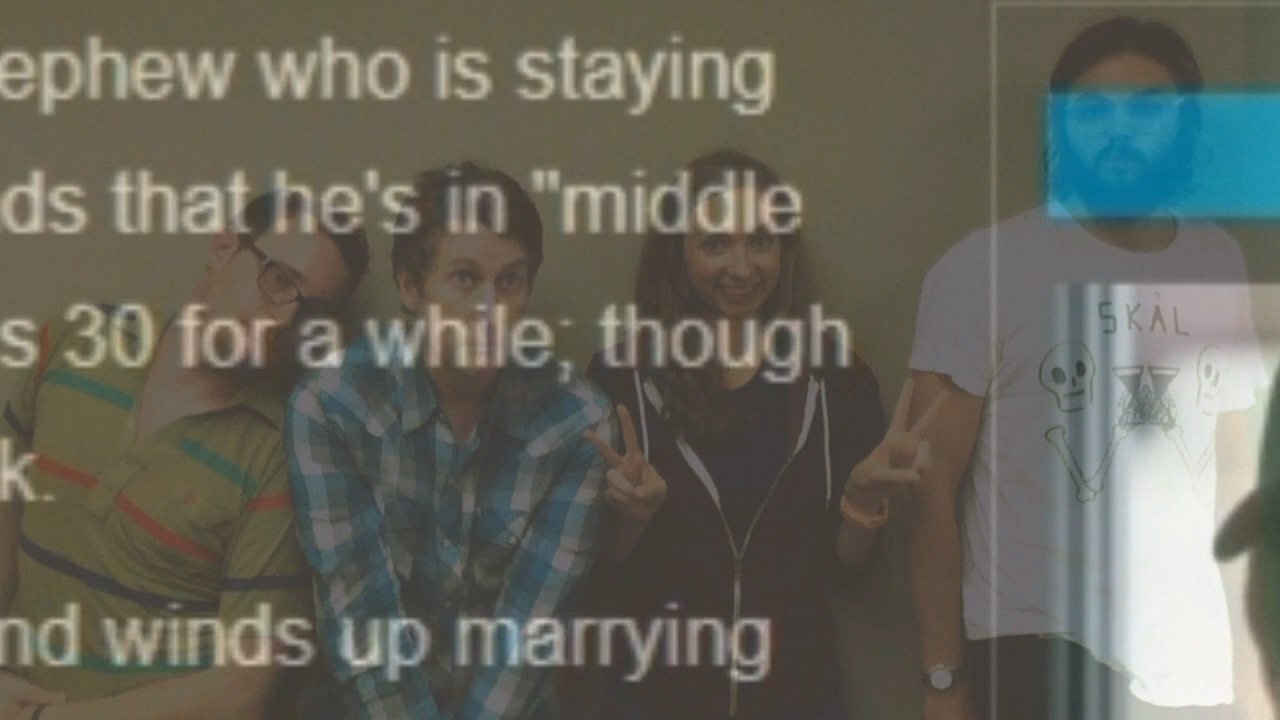 ephew who is staying
ds that he's in "middle
s 30 for a while; though
k.
nd winds up marrying
SKÅL